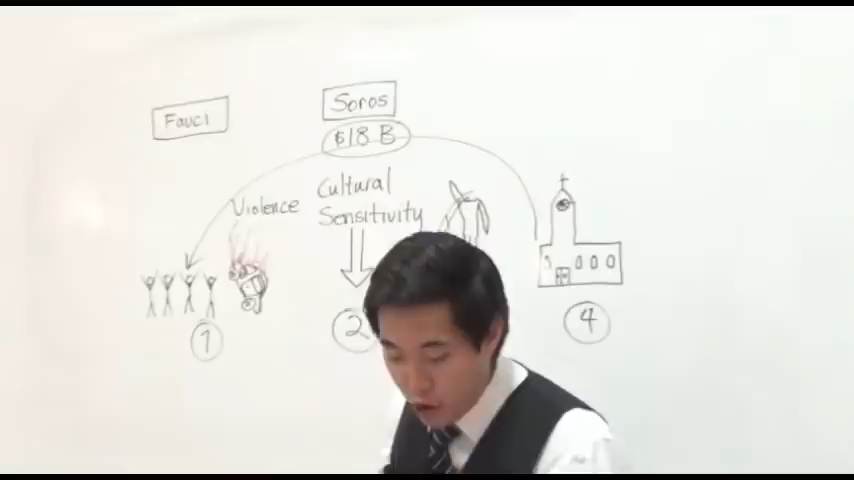 Fauci
Soros
$18 B
Violence
Cultural
Sensitivity
1
2
4